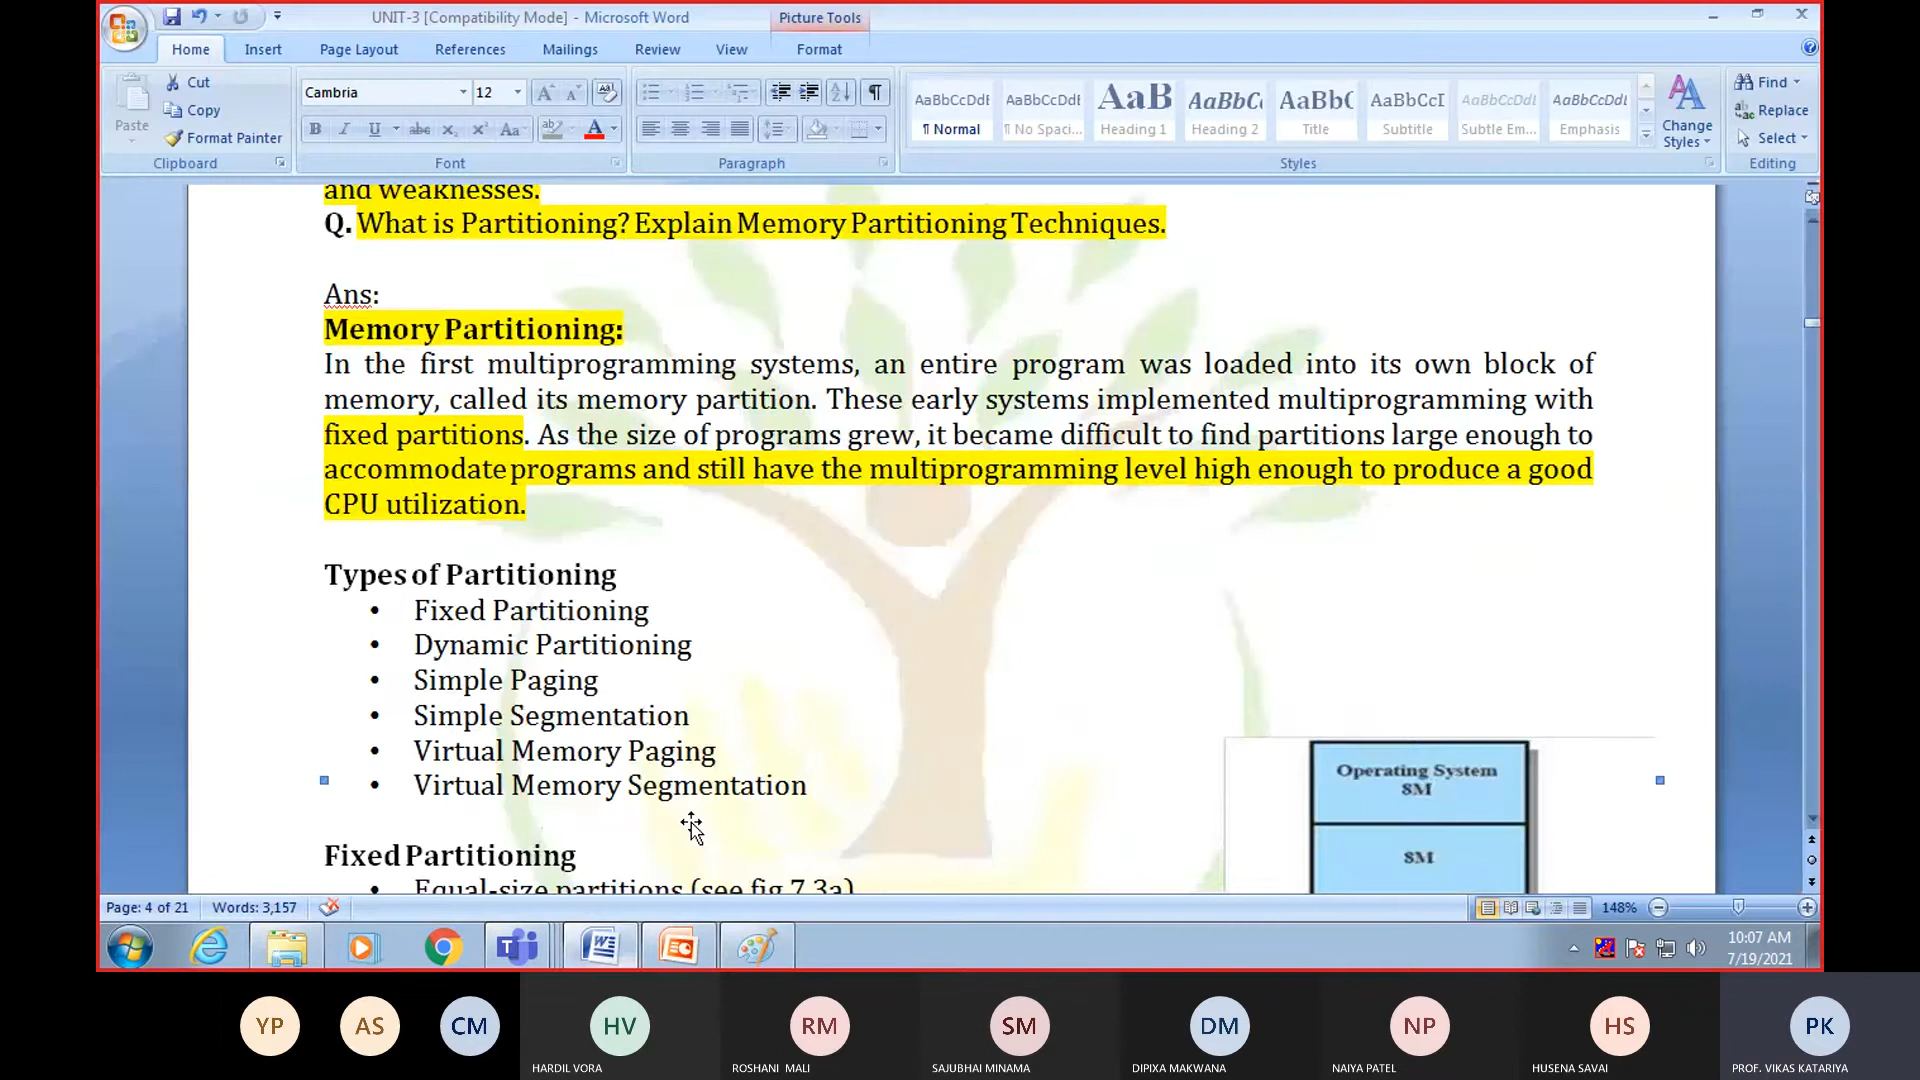 UNIT-3 [Compatibility Mode] - Microsoft Word
Picture Tools
Home Insert Page Layout References Mailings Review View Format
Paste
Cut
Copy
Format Painter
Clipboard
Cambria 12
Font
Paragraph
AaBbCcDdI AaBbCcDdI AaB AaBbC AaBbC AaBbCcI AaBbCcDdI AaBbCcDdI
¶ Normal ¶ No Spaci... Heading 1 Heading 2 Title Subtitle Subtle Em... Emphasis
Change Styles
Styles
Find
Replace
Select
Editing
and weaknesses.
Q. What is Partitioning? Explain Memory Partitioning Techniques.
Ans:
Memory Partitioning:
In the first multiprogramming systems, an entire program was loaded into its own block of
memory, called its memory partition. These early systems implemented multiprogramming with
fixed partitions. As the size of programs grew, it became difficult to find partitions large enough to
accommodate programs and still have the multiprogramming level high enough to produce a good
CPU utilization.
Types of Partitioning
• Fixed Partitioning
• Dynamic Partitioning
• Simple Paging
• Simple Segmentation
• Virtual Memory Paging
• Virtual Memory Segmentation
Operating System
8M
8M
Fixed Partitioning
• Equal-size partitions (see fig 7.3a)
Page: 4 of 21 Words: 3,157 148%
10:07 AM
7/19/2021
YP AS CM HV RM SM DM NP HS PK
HARDIL VORA ROSHANI MALI SAJUBHAI MINAMA DIPIXA MAKWANA NAIYA PATEL HUSENA SAVAI PROF. VIKAS KATARIYA